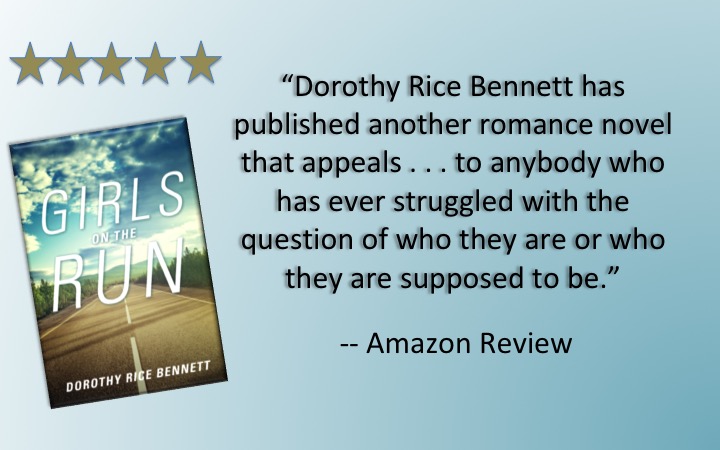 GIRLS
ON THE
RUN
DOROTHY RICE BENNETT
“Dorothy Rice Bennett has
published another romance novel
that appeals . . . to anybody who
has ever struggled with the
question of who they are or who
they are supposed to be.”
-- Amazon Review